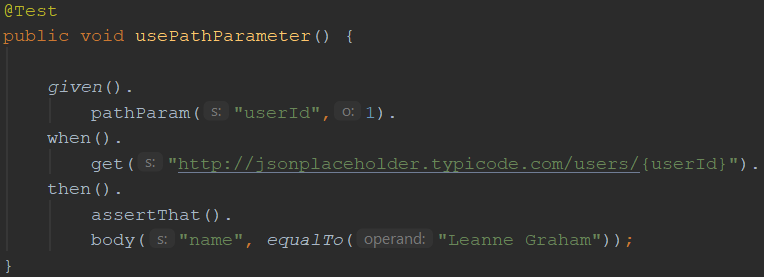 @Test
public void usePathParameter() {
given().
pathParam( s: "userId", o: 1).
when().
get( s: "http://jsonplaceholder.typicode.com/users/{userId}").
then().
assertThat().
body( s: "name", equalTo( operand: "Leanne Graham"));
}